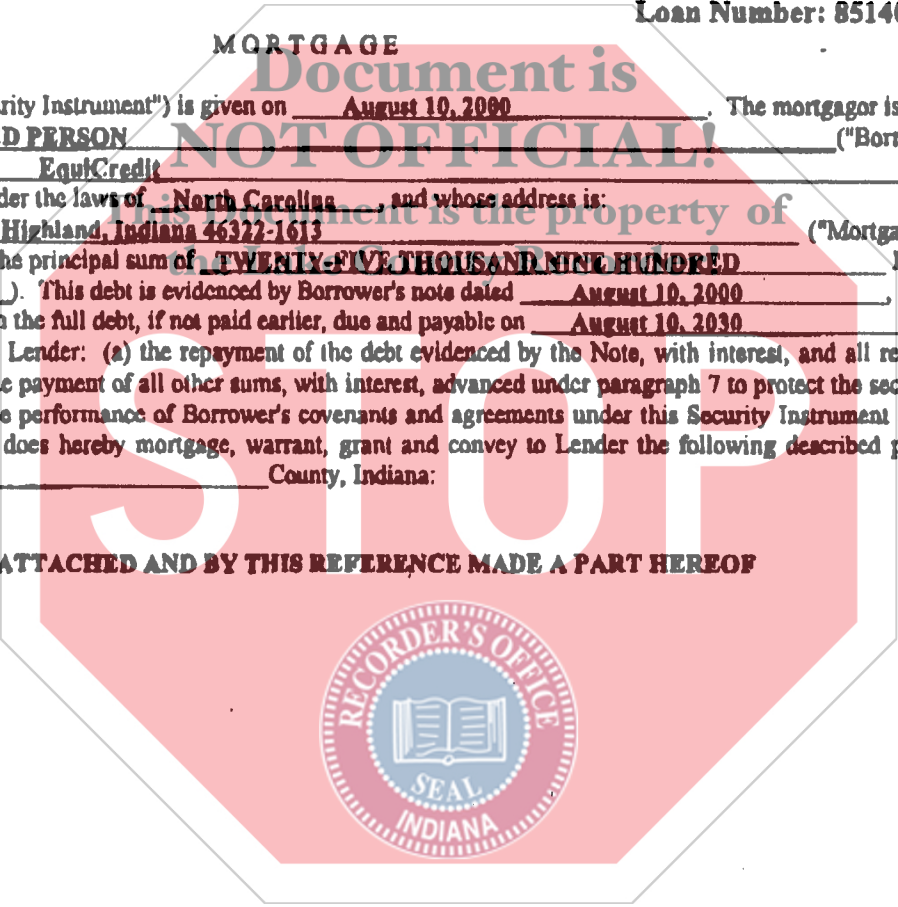 Loan Number: 8514
MORTGAGE
Document is
rity Instrument") is given on August 10, 2000. The mortgagor is
NOT OFFICIAL!
D PERSON ("Bor
EquiCredit
der the laws of North Carolina, and whose address is:
This Document is the property of
Highland, Indiana 46322-1613 ("Mortga
he principal sum of TWENTY-FIVE THOUSAND NINE HUNDRED
the Lake County Recorder!
). This debt is evidenced by Borrower's note dated August 10, 2000,
the full debt, if not paid earlier, due and payable on August 10, 2030
Lender: (a) the repayment of the debt evidenced by the Note, with interest, and all re
e payment of all other sums, with interest, advanced under paragraph 7 to protect the sec
e performance of Borrower's covenants and agreements under this Security Instrument
does hereby mortgage, warrant, grant and convey to Lender the following described p
County, Indiana:
STOP
ATTACHED AND BY THIS REFERENCE MADE A PART HEREOF
RECORDER'S OFFICE
SEAL
INDIANA